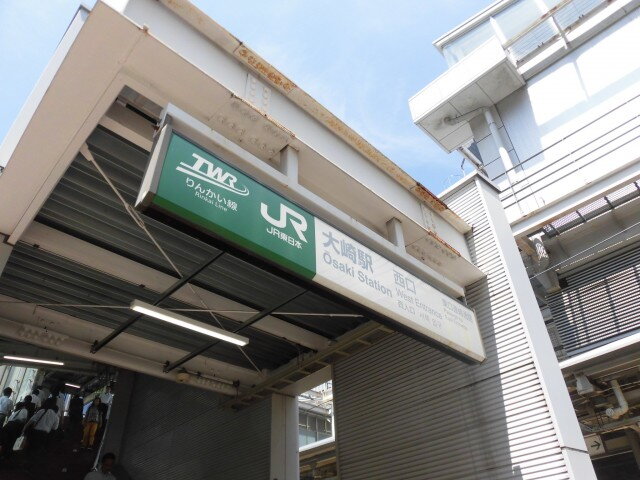 TWR
りんかい線
Rinkai Line
JR
JR東日本
大崎駅 西口
Osaki Station West Entrance